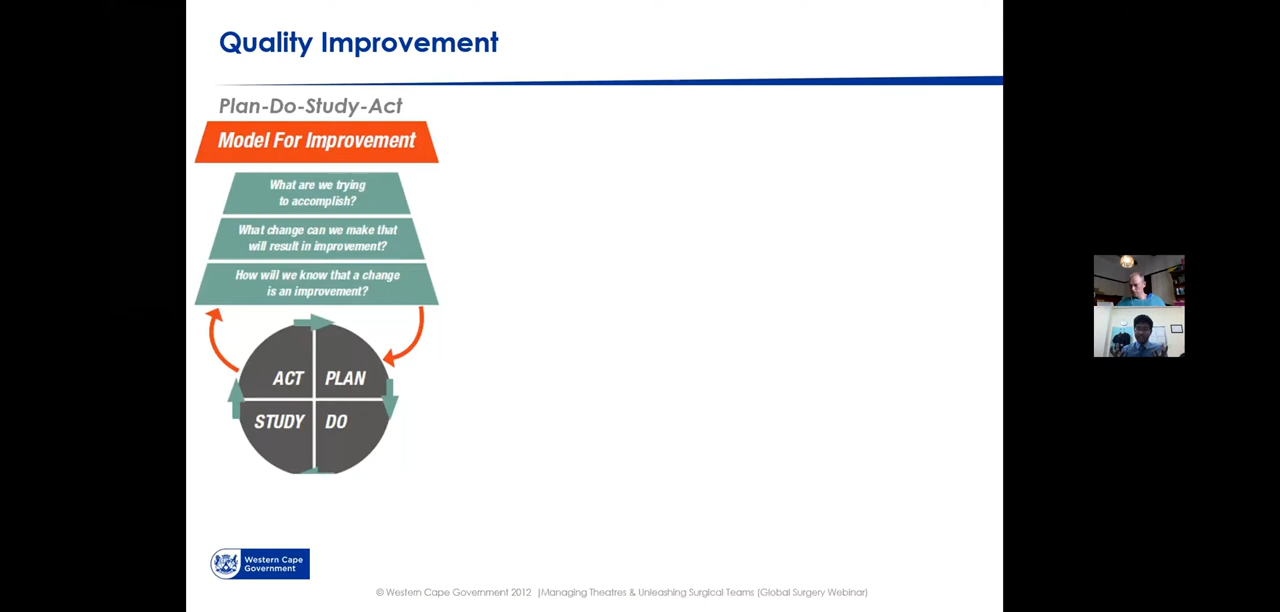 Quality Improvement
Plan-Do-Study-Act
Model For Improvement
What are we trying
to accomplish?
What change can we make that
will result in improvement?
How will we know that a change
is an improvement?
ACT PLAN
STUDY DO
Western Cape
Government
© Western Cape Government 2012 |Managing Theatres & Unleashing Surgical Teams (Global Surgery Webinar)